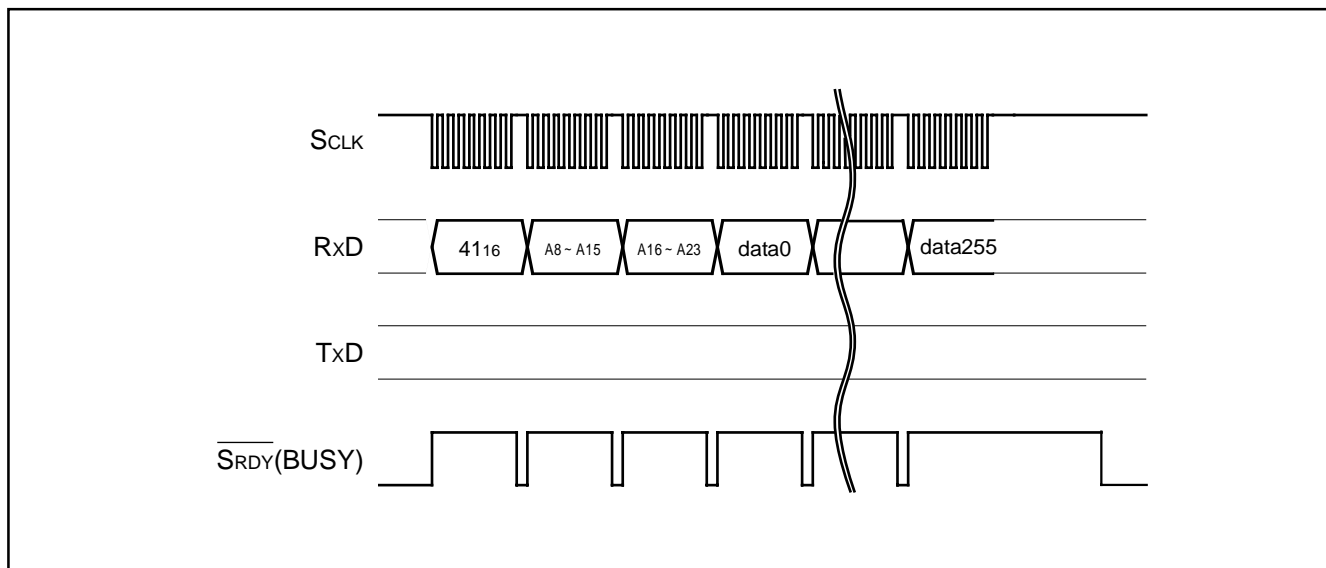 SCLK
RxD
4116
A8 ~ A15
A16 ~ A23
data0
data255
TxD
SRDY(BUSY)